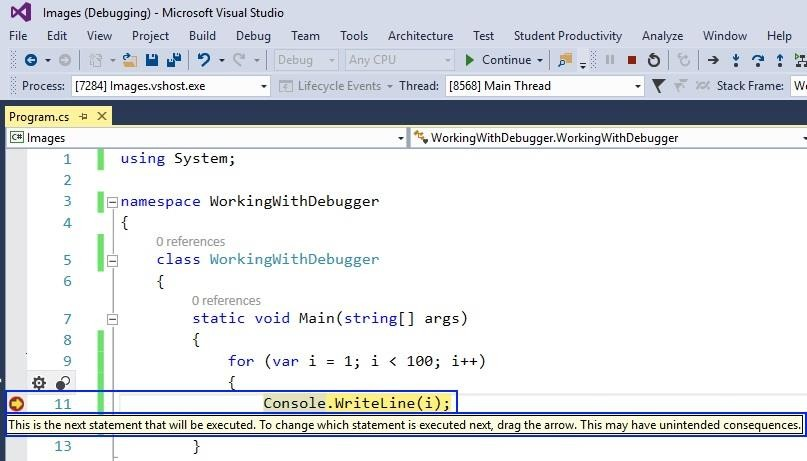 Images (Debugging) - Microsoft Visual Studio
File Edit View Project Build Debug Team Tools Architecture Test Student Productivity Analyze Window Help
Debug Any CPU Continue
Process: [7284] Images.vshost.exe Lifecycle Events Thread: [8568] Main Thread Stack Frame:
Program.cs
C# Images WorkingWithDebugger.WorkingWithDebugger
1 using System;
2
3 namespace WorkingWithDebugger
4 {
0 references
5 class WorkingWithDebugger
6 {
0 references
7 static void Main(string[] args)
8 {
9 for (var i = 1; i < 100; i++)
{
11 Console.WriteLine(i);
This is the next statement that will be executed. To change which statement is executed next, drag the arrow. This may have unintended consequences.
13 }